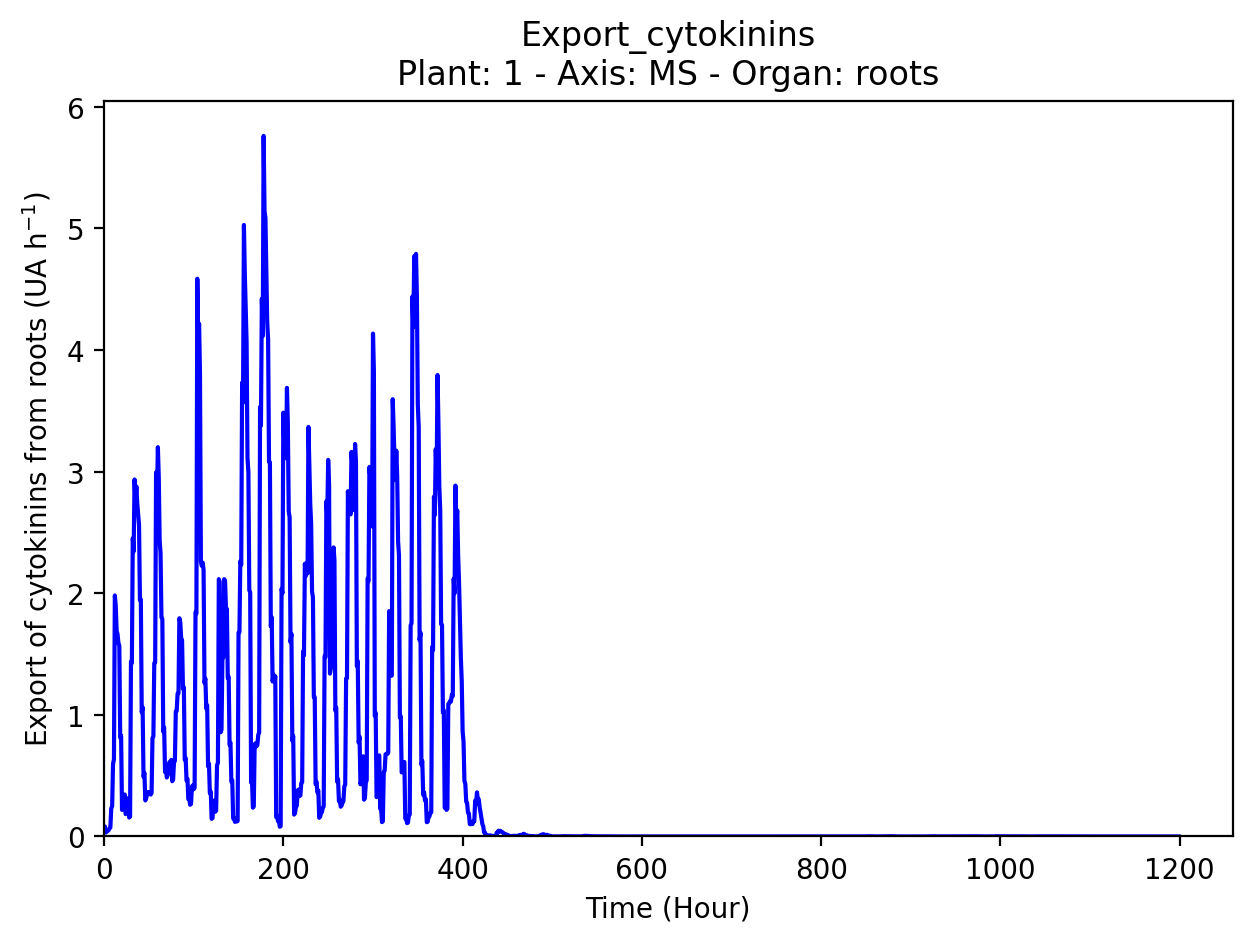 Export_cytokinins
Plant: 1 - Axis: MS - Organ: roots
Export of cytokinins from roots (UA h⁻¹)
6
5
4
3
2
1
0
0 200 400 600 800 1000 1200
Time (Hour)